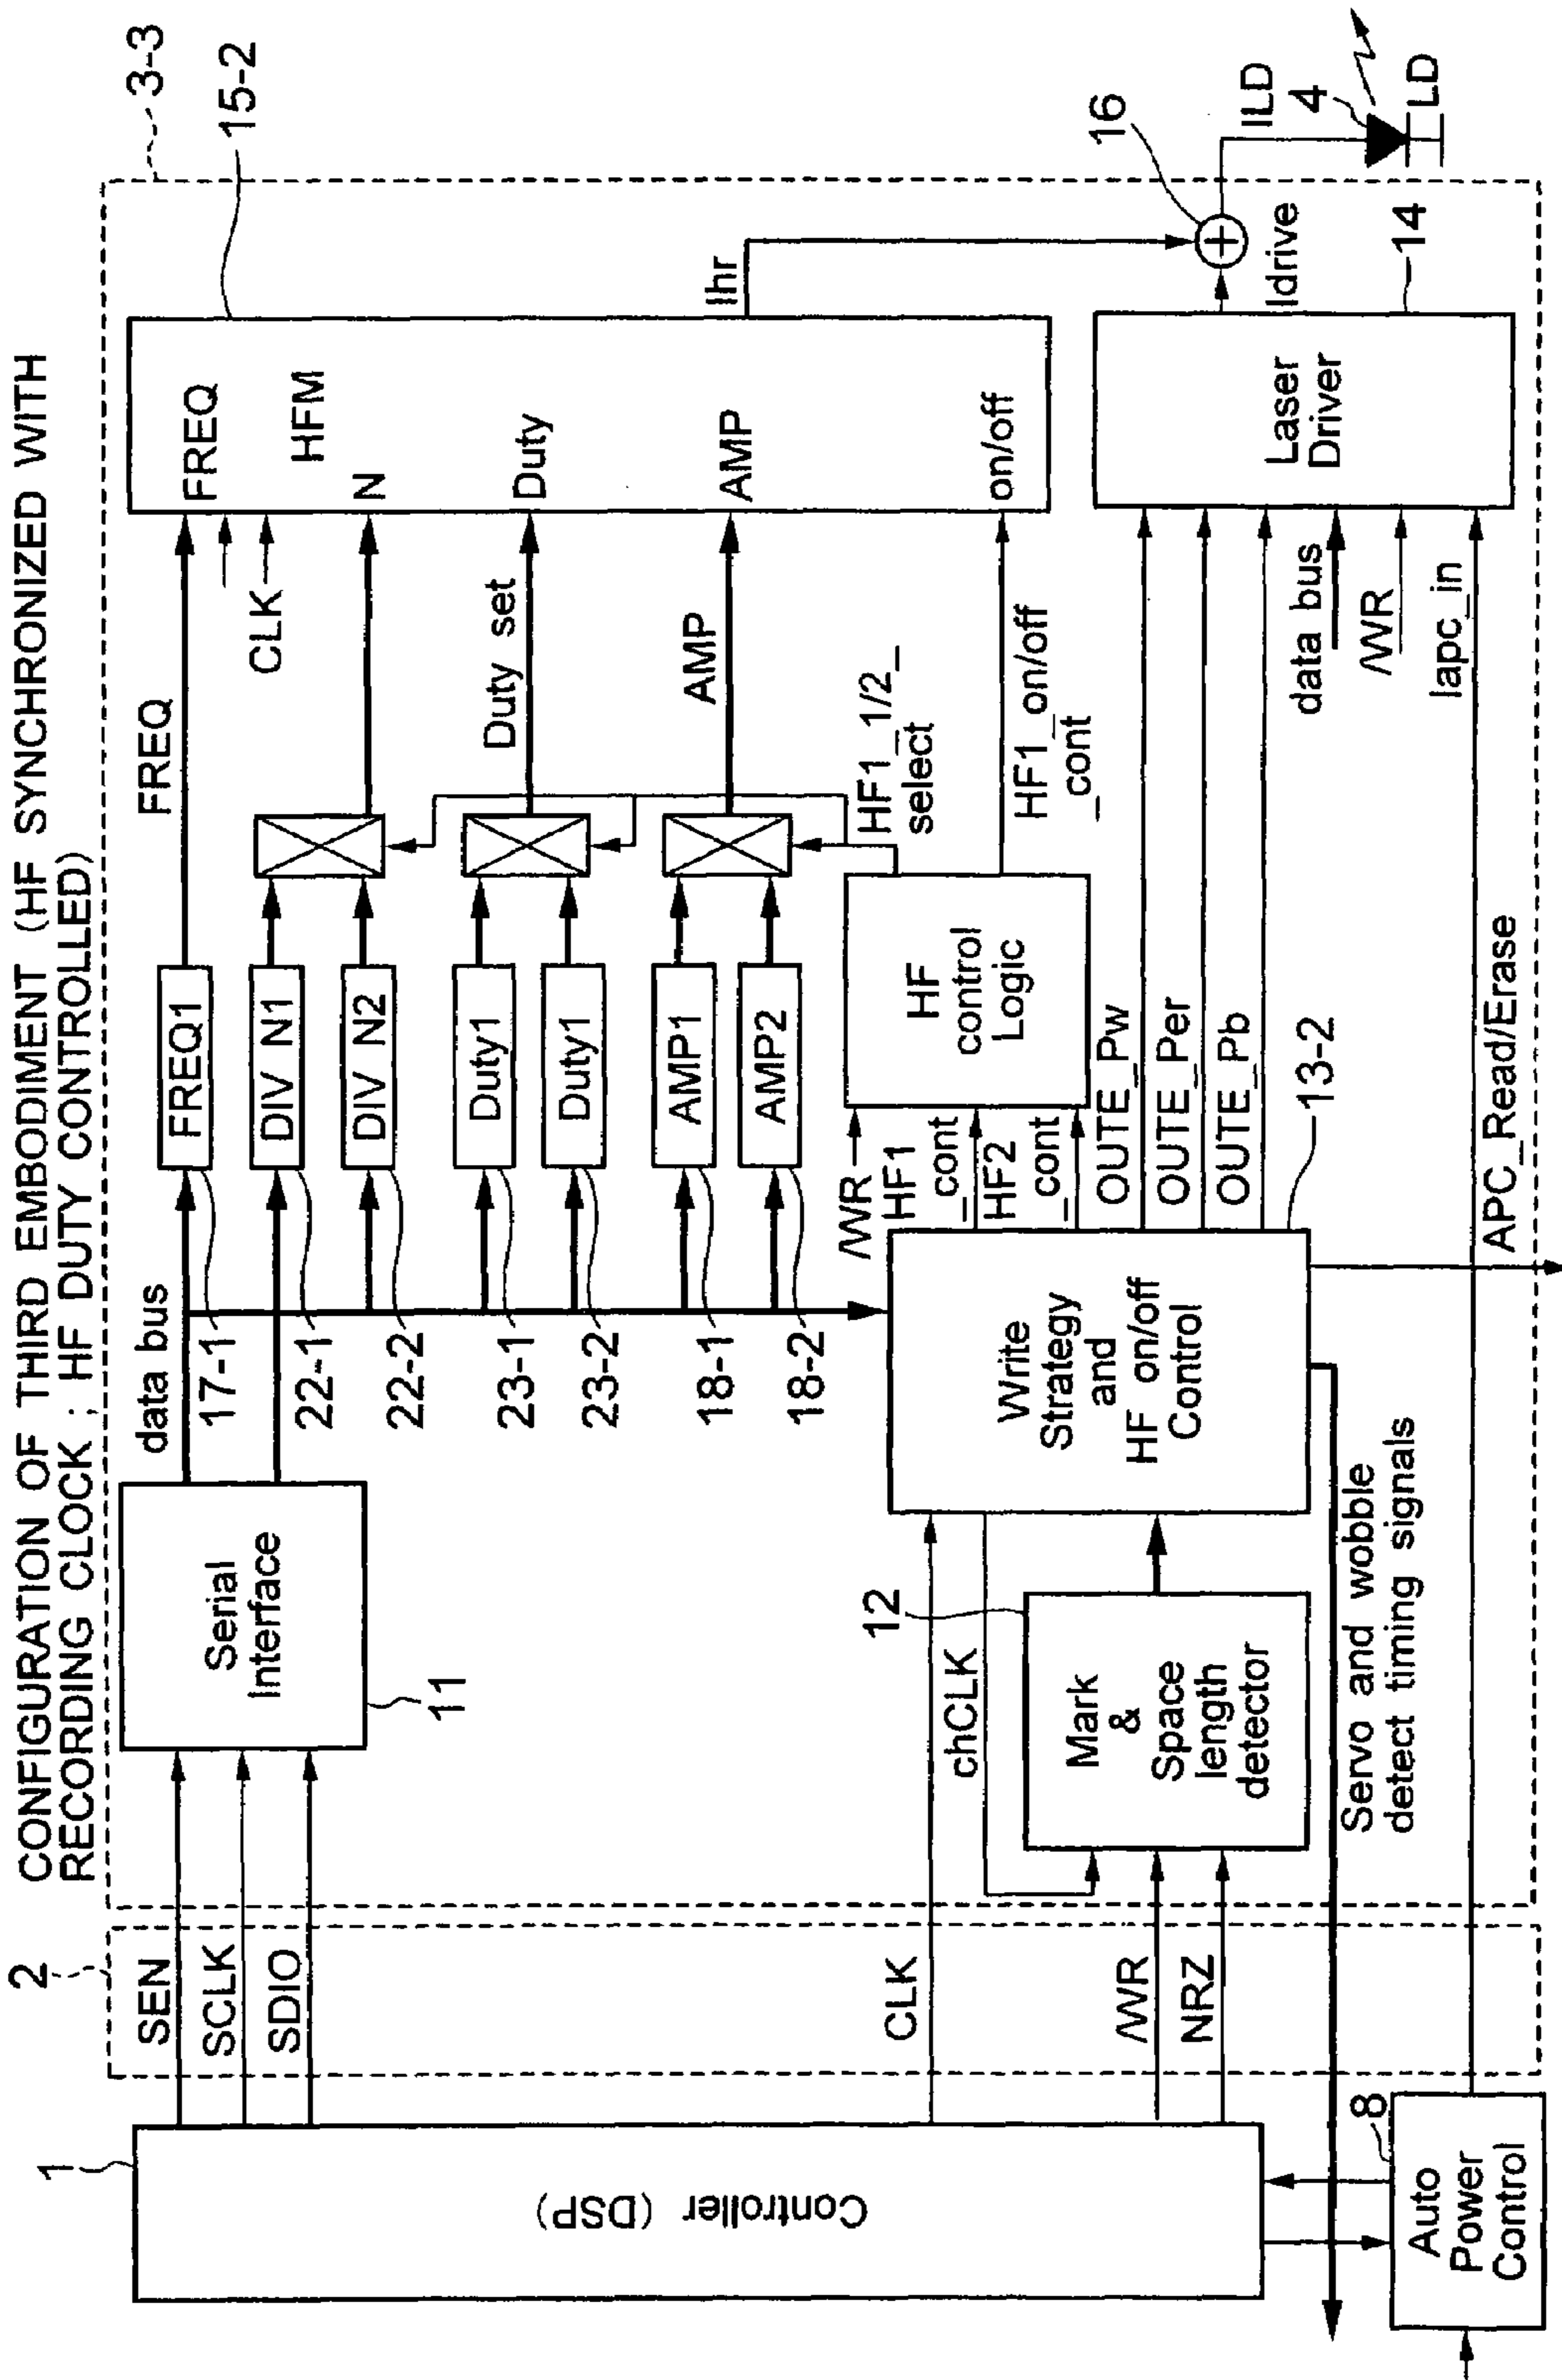 CONFIGURATION OF THIRD EMBODIMENT (HF SYNCHRONIZED WITH
RECORDING CLOCK ; HF DUTY CONTROLLED)
1
Controller (DSP)
2
SEN
SCLK
SDIO
CLK
/WR
NRZ
8
Auto
Power
Control
3-3
Serial
Interface
11
data bus
17-1
22-1
22-2
23-1
23-2
18-1
18-2
FREQ1
DIV N1
DIV N2
Duty1
Duty1
AMP1
AMP2
FREQ
CLK
Duty set
AMP
HF1_1/2_
select
HF1_on/off
_cont
15-2
FREQ
HFM
N
Duty
AMP
on/off
Ihr
16
ILD
4
LD
Idrive
chCLK
12
Mark
&
Space
length
detector
Write
Strategy
and
HF on/off
Control
13-2
/WR
HF1
_cont
HF2
_cont
HF
control
Logic
OUTE_Pw
OUTE_Per
OUTE_Pb
data bus
/WR
Iapc_in
Laser
Driver
14
Servo and wobble
detect timing signals
APC_Read/Erase